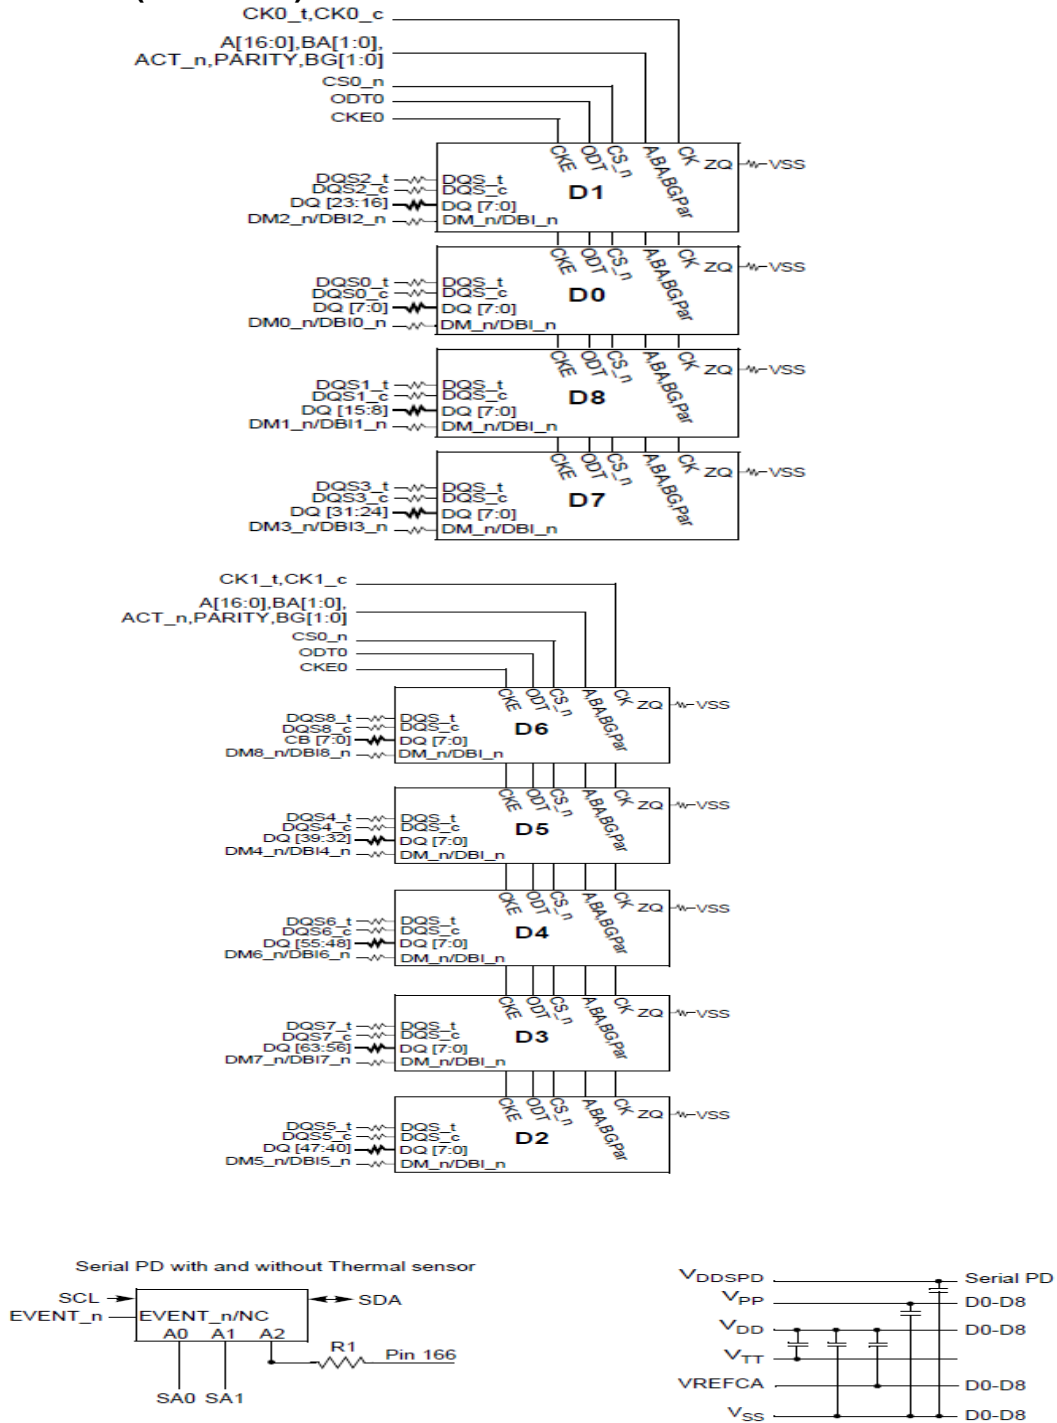 CK0_t,CK0_c
A[16:0],BA[1:0],
ACT_n,PARITY,BG[1:0]
CS0_n
ODT0
CKE0
CKE ODT CS_n A,BA,BG,Par CK ZQ VSS
D1
DQS2_t DQS_t
DQS2_c DQS_c
DQ [23:16] DQ [7:0]
DM2_n/DBI2_n DM_n/DBI_n
CKE ODT CS_n A,BA,BG,Par CK ZQ VSS
D0
DQS0_t DQS_t
DQS0_c DQS_c
DQ [7:0] DQ [7:0]
DM0_n/DBI0_n DM_n/DBI_n
CKE ODT CS_n A,BA,BG,Par CK ZQ VSS
D8
DQS1_t DQS_t
DQS1_c DQS_c
DQ [15:8] DQ [7:0]
DM1_n/DBI1_n DM_n/DBI_n
CKE ODT CS_n A,BA,BG,Par CK ZQ VSS
D7
DQS3_t DQS_t
DQS3_c DQS_c
DQ [31:24] DQ [7:0]
DM3_n/DBI3_n DM_n/DBI_n
CK1_t,CK1_c
A[16:0],BA[1:0],
ACT_n,PARITY,BG[1:0]
CS0_n
ODT0
CKE0
CKE ODT CS_n A,BA,BG,Par CK ZQ VSS
D6
DQS8_t DQS_t
DQS8_c DQS_c
CB [7:0] DQ [7:0]
DM8_n/DBI8_n DM_n/DBI_n
CKE ODT CS_n A,BA,BG,Par CK ZQ VSS
D5
DQS4_t DQS_t
DQS4_c DQS_c
DQ [39:32] DQ [7:0]
DM4_n/DBI4_n DM_n/DBI_n
CKE ODT CS_n A,BA,BG,Par CK ZQ VSS
D4
DQS6_t DQS_t
DQS6_c DQS_c
DQ [55:48] DQ [7:0]
DM6_n/DBI6_n DM_n/DBI_n
CKE ODT CS_n A,BA,BG,Par CK ZQ VSS
D3
DQS7_t DQS_t
DQS7_c DQS_c
DQ [63:56] DQ [7:0]
DM7_n/DBI7_n DM_n/DBI_n
CKE ODT CS_n A,BA,BG,Par CK ZQ VSS
D2
DQS5_t DQS_t
DQS5_c DQS_c
DQ [47:40] DQ [7:0]
DM5_n/DBI5_n DM_n/DBI_n
Serial PD with and without Thermal sensor
SCL SDA
EVENT_n EVENT_n/NC
A0 A1 A2
R1 Pin 166
SA0 SA1
VDDSPD Serial PD
VPP D0-D8
VDD D0-D8
VTT
VREFCA D0-D8
VSS D0-D8